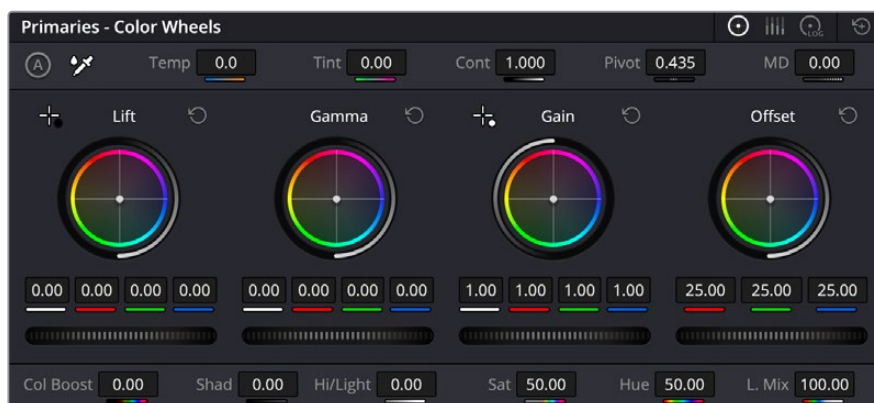 Primaries - Color Wheels
LOG
A Temp 0.0 Tint 0.00 Cont 1.000 Pivot 0.435 MD 0.00
Lift Gamma Gain Offset
0.00 0.00 0.00 0.00 0.00 0.00 0.00 0.00 1.00 1.00 1.00 1.00 25.00 25.00 25.00
Col Boost 0.00 Shad 0.00 Hi/Light 0.00 Sat 50.00 Hue 50.00 L. Mix 100.00